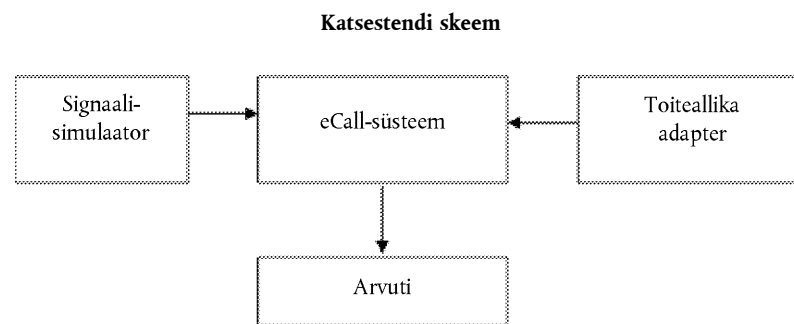 Katsestendi skeem
Signaali-
simulaator
eCall-süsteem
Toiteallika
adapter
Arvuti